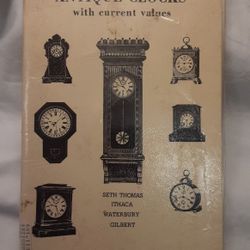 ANTIQUE CLOCKS
with current values
SETH THOMAS
ITHACA
WATERBURY
GILBERT